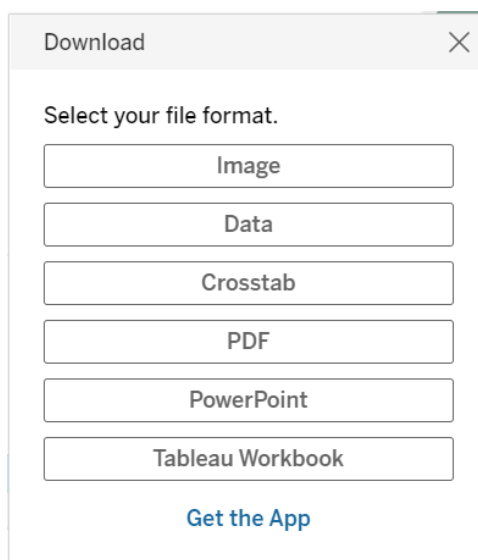 Download
Select your file format.
Image
Data
Crosstab
PDF
PowerPoint
Tableau Workbook
Get the App